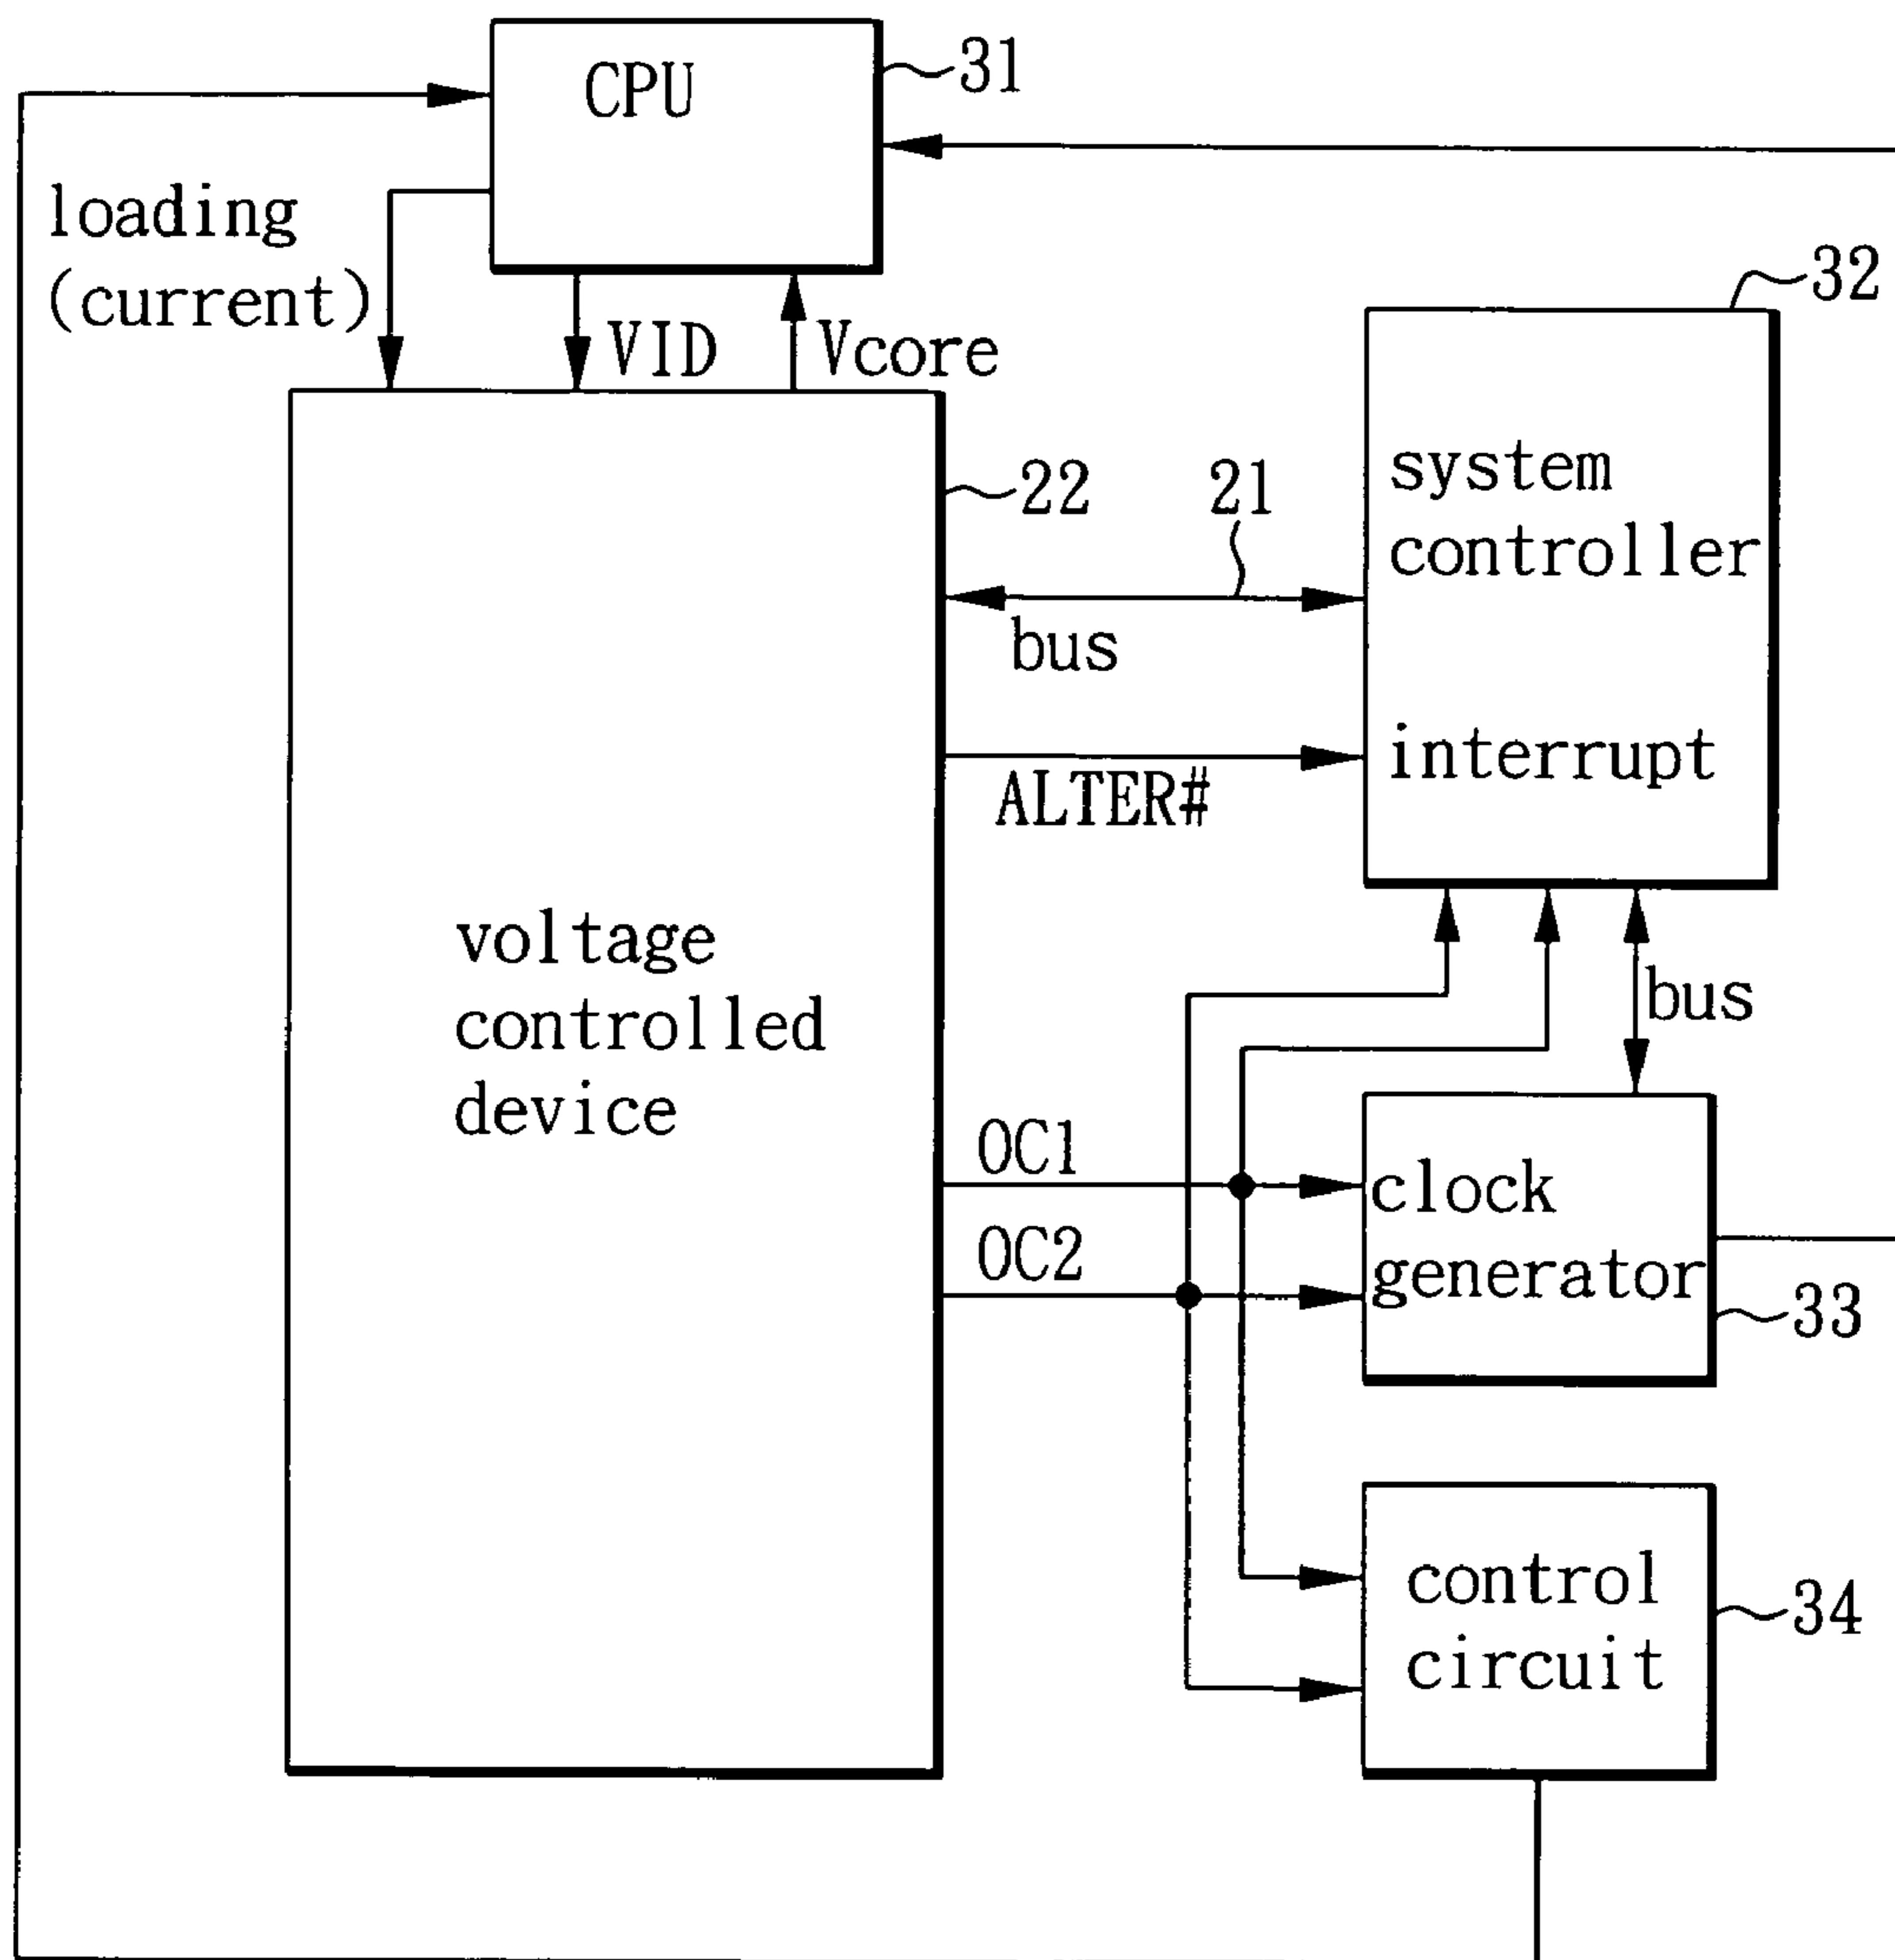 CPU
31
loading
(current)
VID
Vcore
32
system
controller
22
21
bus
interrupt
ALTER#
voltage
controlled
device
bus
OC1
clock
OC2
generator
33
control
circuit
34